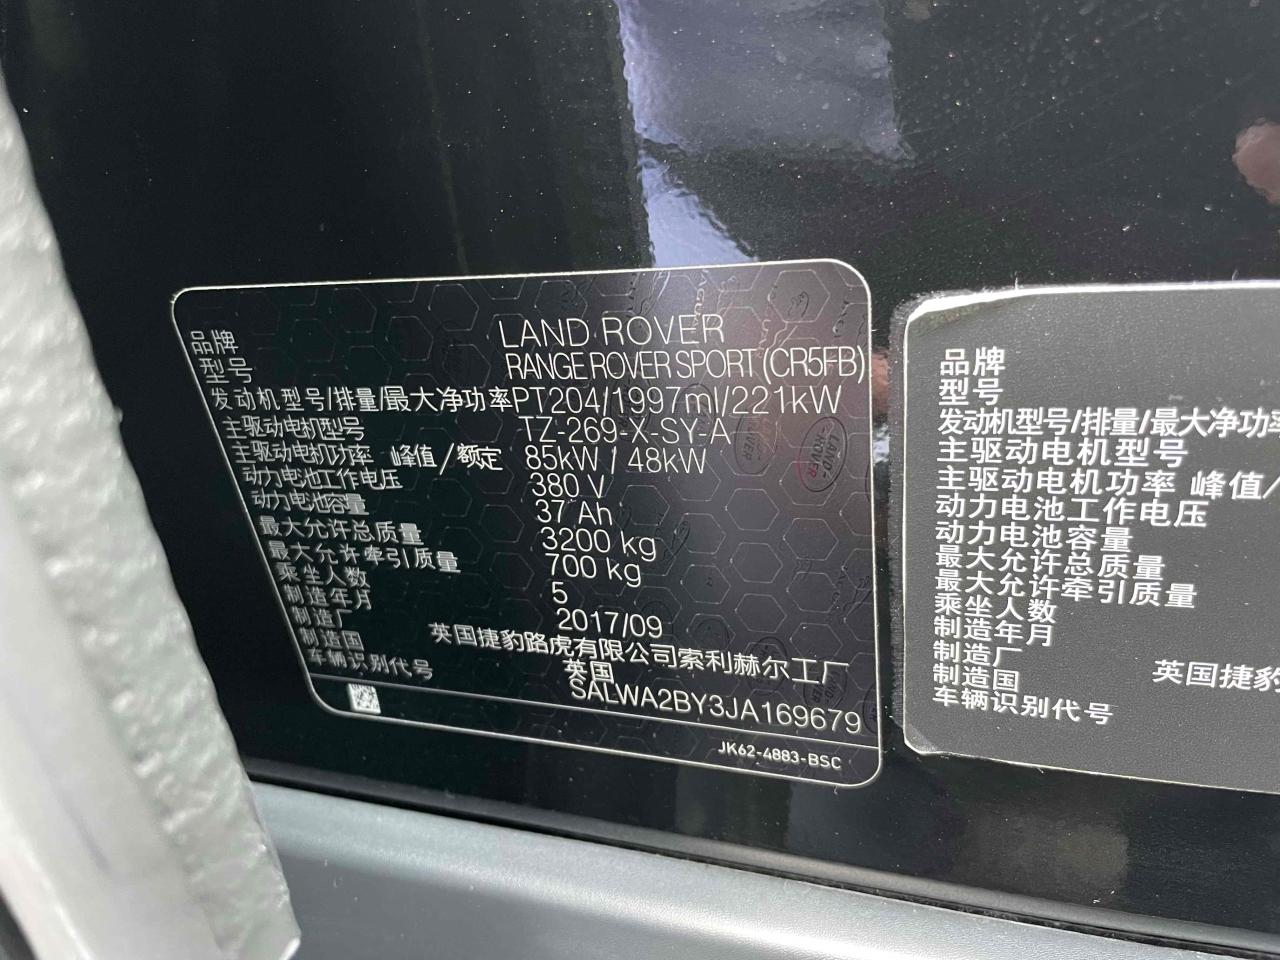 品牌 LAND ROVER
型号 RANGE ROVER SPORT (CR5FB)
发动机型号/排量/最大净功率 PT204/1997ml/221kW
主驱动电机型号 TZ-269-X-SY-A
主驱动电机功率 峰值/额定 85kW / 48kW
动力电池工作电压 380 V
动力电池容量 37 Ah
最大允许总质量 3200 kg
最大允许牵引质量 700 kg
乘坐人数 5
制造年月 2017/09
制造厂 英国捷豹路虎有限公司索利赫尔工厂
制造国 英国
车辆识别代号 SALWA2BY3JA169679
JK62-4883-BSC
品牌
型号
发动机型号/排量/最大净功率
主驱动电机型号
主驱动电机功率 峰值/
动力电池工作电压
动力电池容量
最大允许总质量
最大允许牵引质量
乘坐人数
制造年月
制造厂 英国捷豹
制造国
车辆识别代号